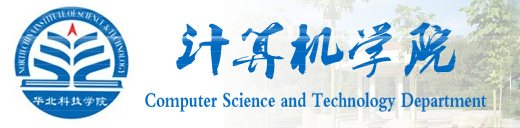 NORTH CHINA INSTITUTE OF SCIENCE & TECHNOLOGY
华北科技学院
计算机学院
Computer Science and Technology Department